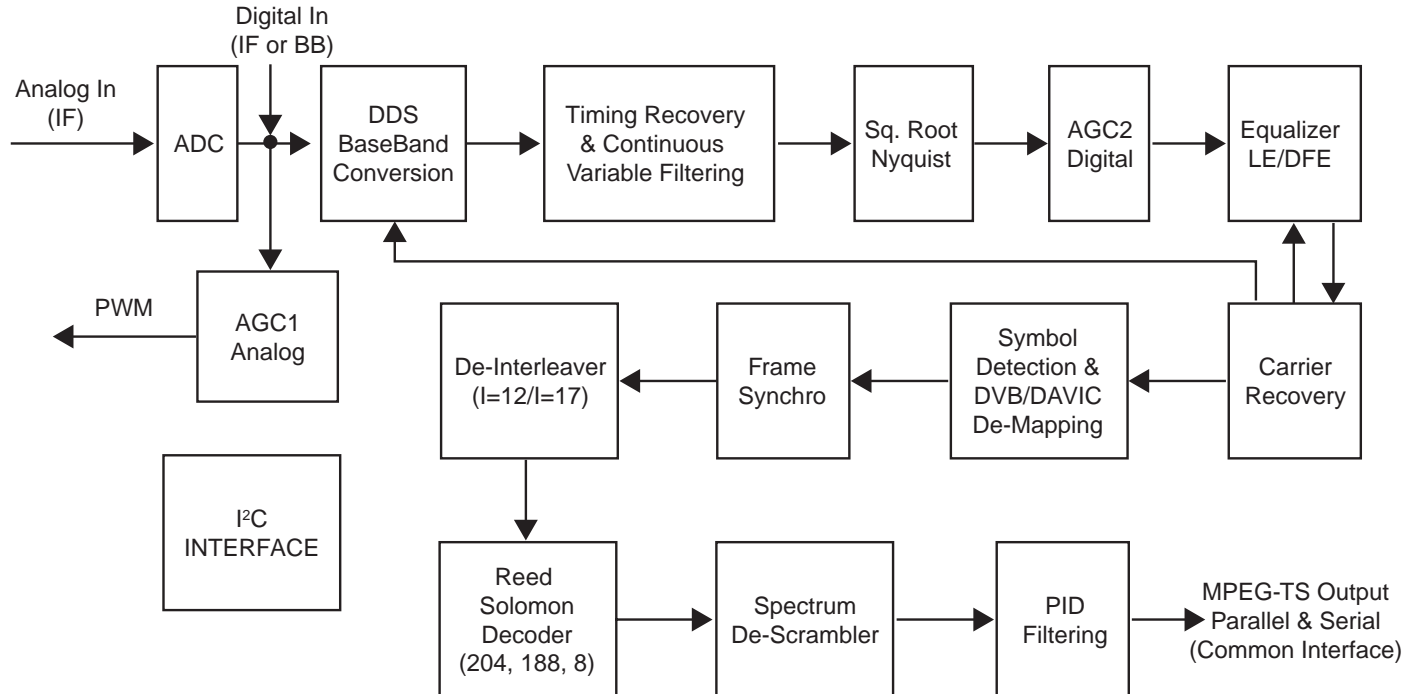 Digital In
(IF or BB)
Analog In
(IF)
ADC
DDS
BaseBand
Conversion
Timing Recovery
& Continuous
Variable Filtering
Sq. Root
Nyquist
AGC2
Digital
Equalizer
LE/DFE
PWM
AGC1
Analog
De-Interleaver
(I=12/I=17)
Frame
Synchro
Symbol
Detection &
DVB/DAVIC
De-Mapping
Carrier
Recovery
I²C
INTERFACE
Reed
Solomon
Decoder
(204, 188, 8)
Spectrum
De-Scrambler
PID
Filtering
MPEG-TS Output
Parallel & Serial
(Common Interface)